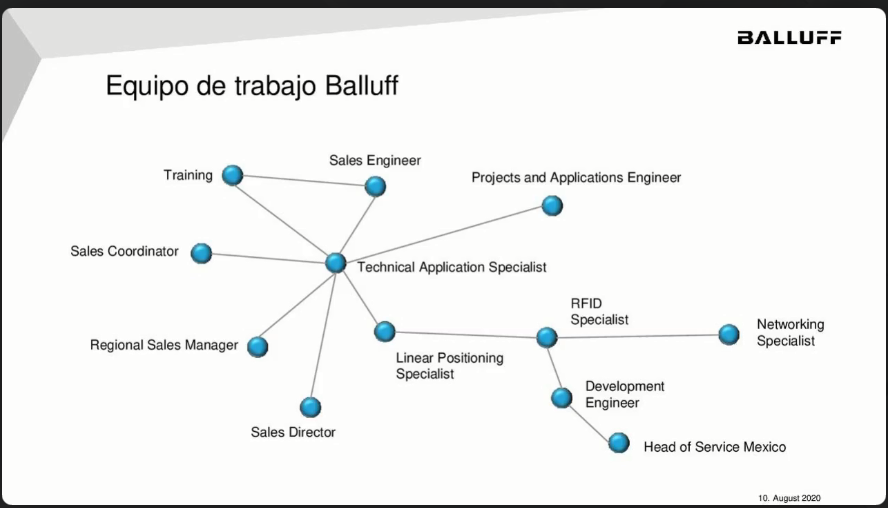 BALLUFF
Equipo de trabajo Balluff
Sales Engineer
Training
Projects and Applications Engineer
Sales Coordinator
Technical Application Specialist
RFID
Specialist
Networking
Specialist
Regional Sales Manager
Linear Positioning
Specialist
Development
Engineer
Sales Director
Head of Service Mexico
10. August 2020